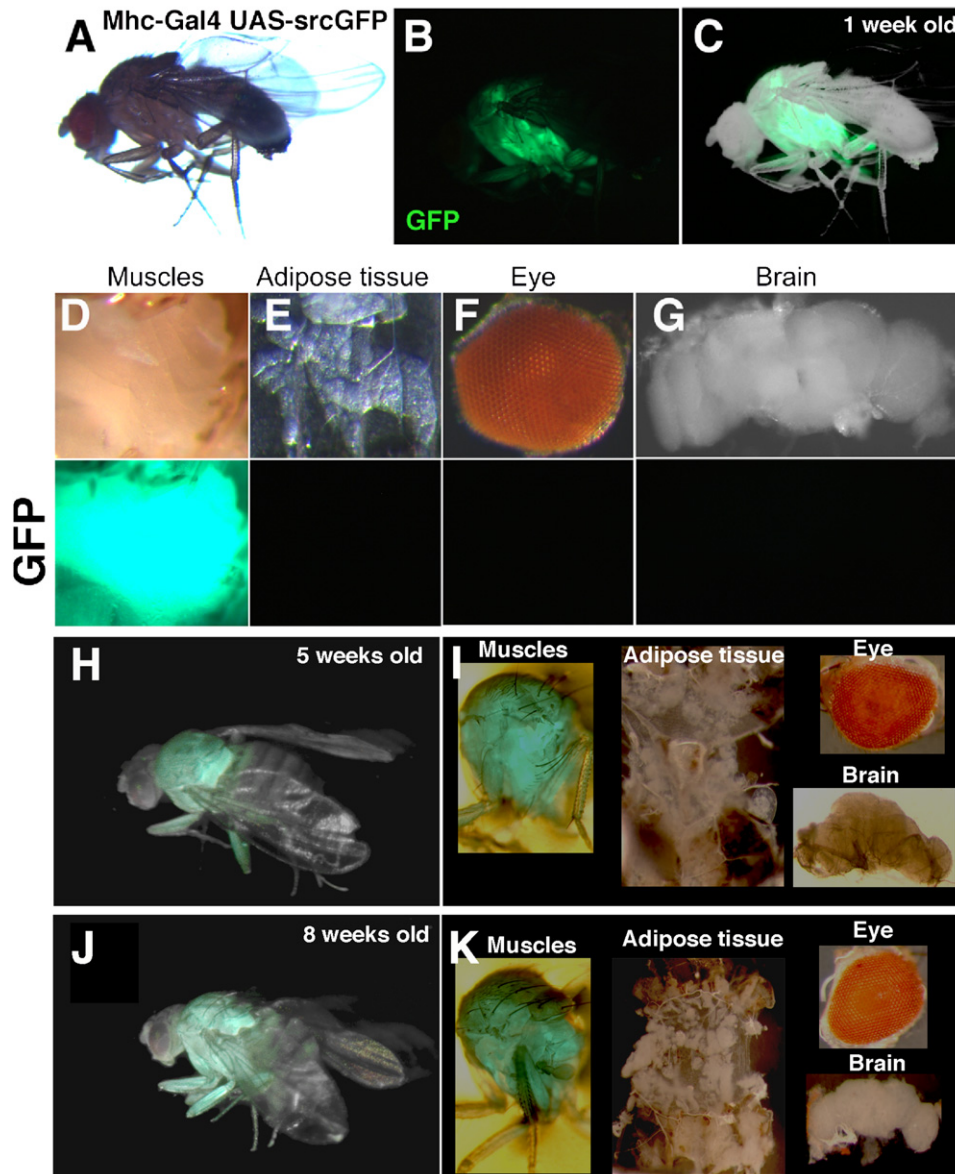 A
Mhc-Gal4 UAS-srcGFP
B
GFP
C
1 week old
Muscles
Adipose tissue
Eye
Brain
D
E
F
G
GFP
H
5 weeks old
I
Muscles
Adipose tissue
Eye
Brain
J
8 weeks old
K
Muscles
Adipose tissue
Eye
Brain